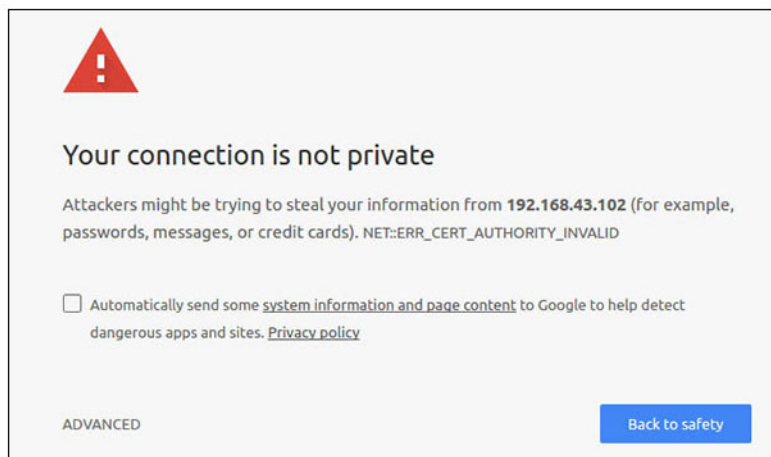 Your connection is not private
Attackers might be trying to steal your information from 192.168.43.102 (for example,
passwords, messages, or credit cards). NET::ERR_CERT_AUTHORITY_INVALID
Automatically send some system information and page content to Google to help detect
dangerous apps and sites. Privacy policy
ADVANCED
Back to safety